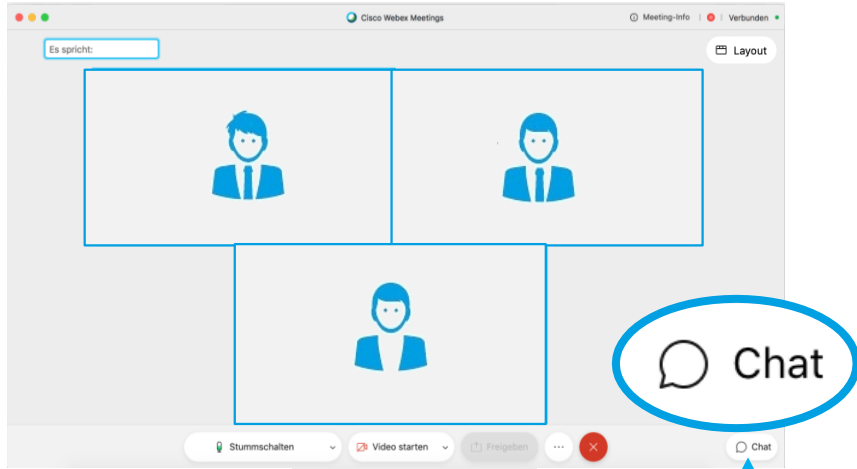 Cisco Webex Meetings
Meeting-Info
Verbunden
Es spricht:
Layout
Chat
Stummschalten
Video starten
Freigeben
Chat